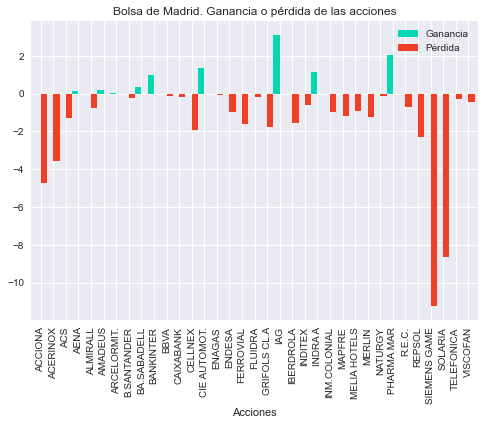 Bolsa de Madrid. Ganancia o pérdida de las acciones
Ganancia
Pérdida
2
0
−2
−4
−6
−8
−10
ACCIONA
ACERINOX
ACS
AENA
ALMIRALL
AMADEUS
ARCELORMIT.
B.SANTANDER
BA.SABADELL
BANKINTER
BBVA
CAIXABANK
CELLNEX
CIE AUTOMOT.
ENAGAS
ENDESA
FERROVIAL
FLUIDRA
GRIFOLS CL.A
IAG
IBERDROLA
INDITEX
INDRA A
INM.COLONIAL
MAPFRE
MELIA HOTELS
MERLIN
NATURGY
PHARMA MAR
R.E.C.
REPSOL
SIEMENS GAME
SOLARIA
TELEFONICA
VISCOFAN
Acciones